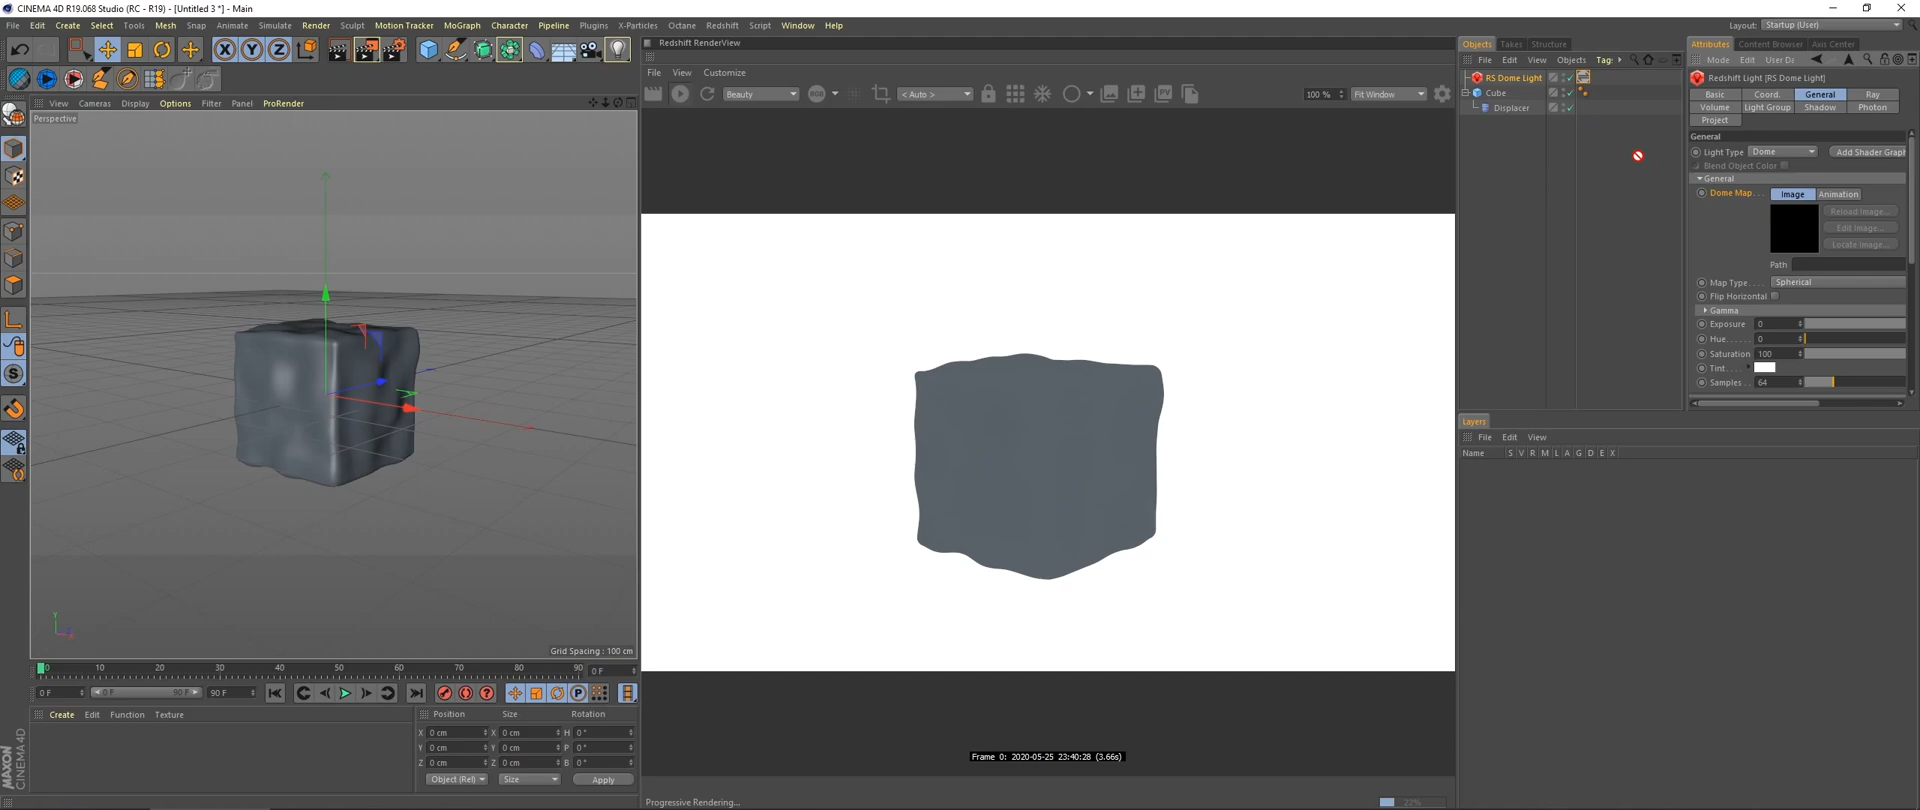 CINEMA 4D R19.068 Studio (RC - R19) - [Untitled 3 *] - Main
File Edit Create Select Tools Mesh Snap Animate Simulate Render Sculpt Motion Tracker MoGraph Character Pipeline Plugins X-Particles Octane Redshift Script Window Help
Layout: Startup (User)
View Cameras Display Options Filter Panel ProRender
Perspective
Grid Spacing : 100 cm
0 10 20 30 40 50 60 70 80 90 0 F
0 F 0 F 90 F 90 F
Create Edit Function Texture
Position Size Rotation
X 0 cm X 0 cm H 0 °
Y 0 cm Y 0 cm P 0 °
Z 0 cm Z 0 cm B 0 °
Object (Rel) Size Apply
MAXON
CINEMA 4D
Redshift RenderView
File View Customize
Beauty RGB < Auto > PV 100 % Fit Window
Frame 0: 2020-05-25 23:40:28 (3.66s)
Progressive Rendering... 22%
Objects Takes Structure
File Edit View Objects Tag:
RS Dome Light
Cube
Displacer
Attributes Content Browser Axis Center
Mode Edit User Da
Redshift Light [RS Dome Light]
Basic Coord. General Ray
Volume Light Group Shadow Photon
Project
General
Light Type Dome Add Shader Graph
Blend Object Color
General
Dome Map. . . . Image Animation
Reload Image...
Edit Image...
Locate Image...
Path
Map Type. . . . . Spherical
Flip Horizontal
Gamma
Exposure 0
Hue. . . . . . 0
Saturation 100
Tint. . . .
Samples . . 64
Layers
File Edit View
Name S V R M L A G D E X